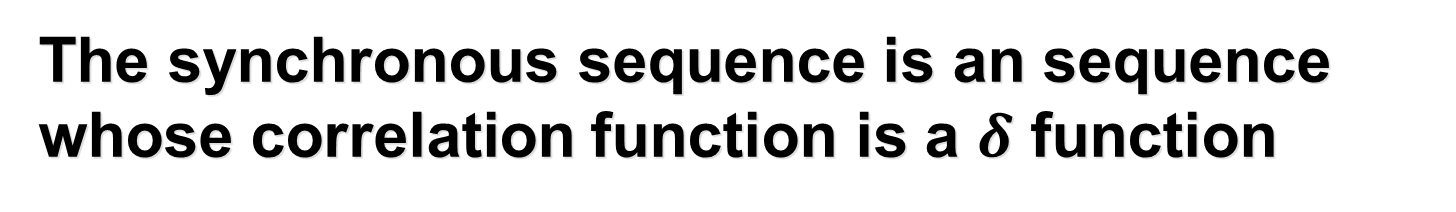 The synchronous sequence is an sequence
whose correlation function is a δ function